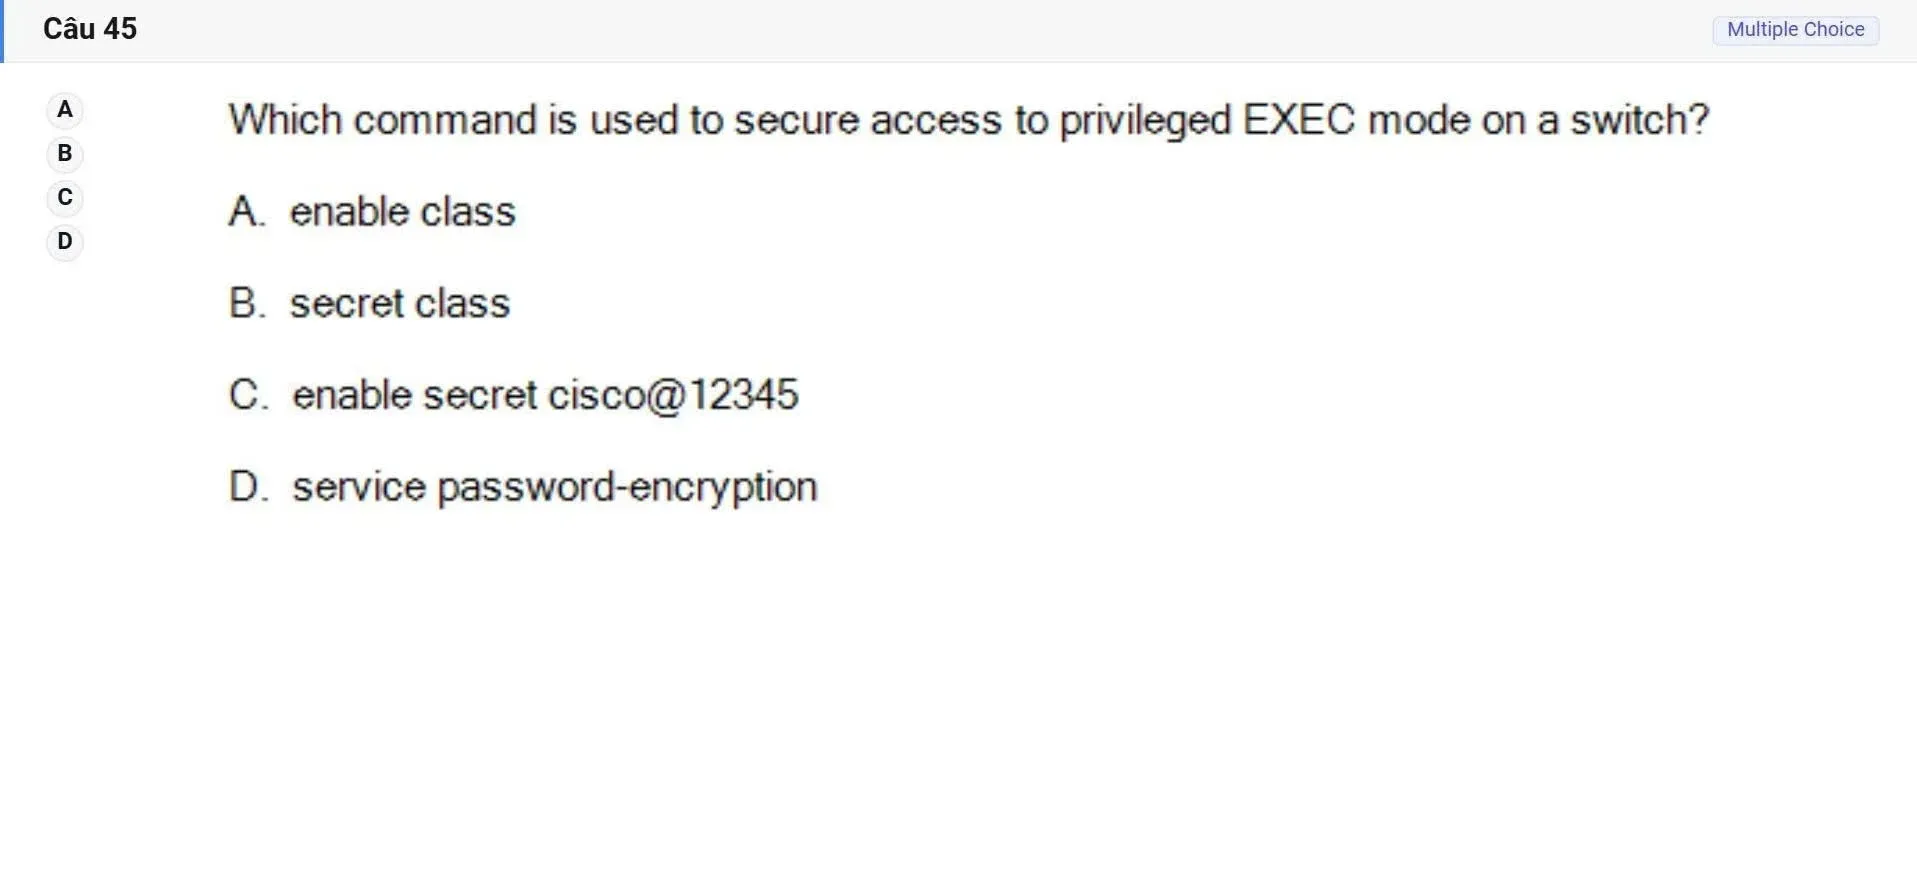 Câu 45
Multiple Choice
A
B
C
D
Which command is used to secure access to privileged EXEC mode on a switch?
A. enable class
B. secret class
C. enable secret cisco@12345
D. service password-encryption